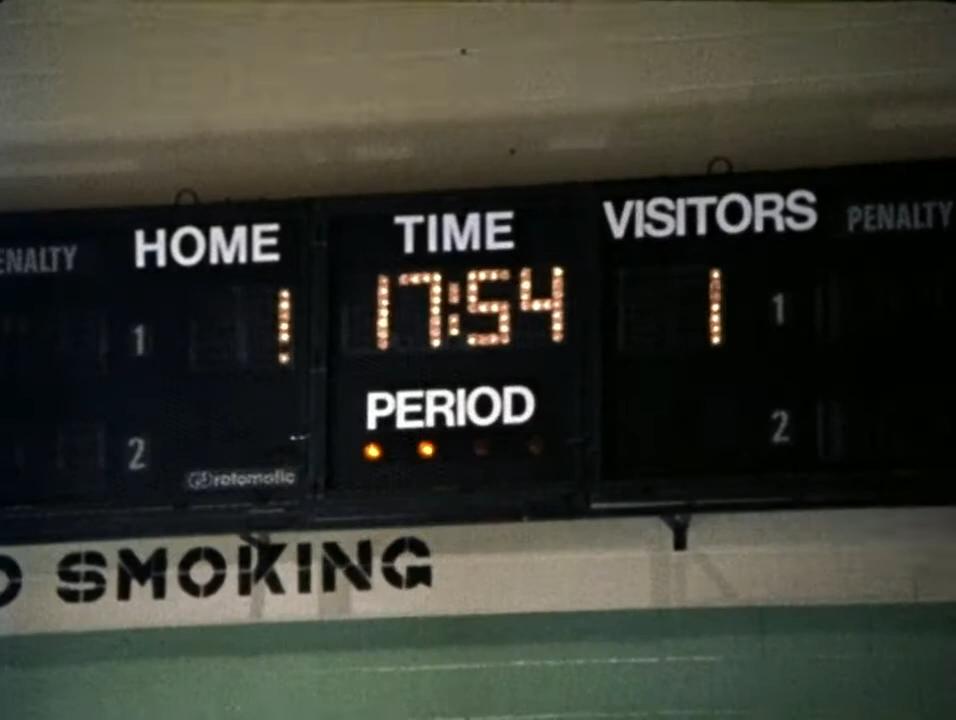 HOME TIME VISITORS PENALTY
ENALTY
1 17:54 1 1
1
PERIOD
2 2
rotomatic
O SMOKING